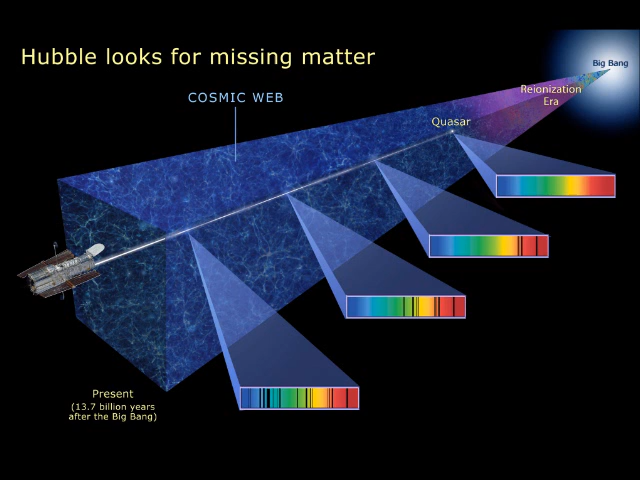 Hubble looks for missing matter
Big Bang
Reionization
Era
COSMIC WEB
Quasar
Present
(13.7 billion years
after the Big Bang)